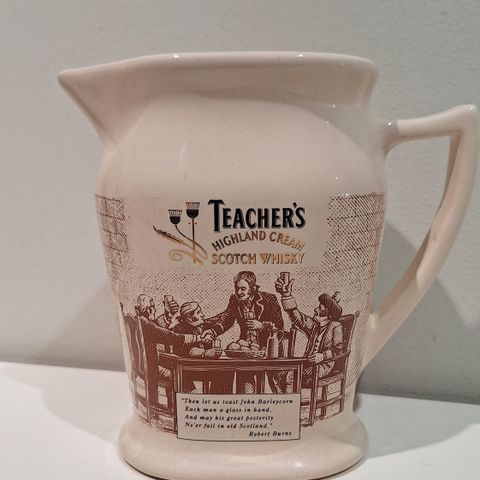 TEACHER'S
HIGHLAND CREAM
SCOTCH WHISKY
"Then let us toast John Barleycorn
Each man a glass in hand,
And may his great posterity
Ne'er fail in old Scotland."
Robert Burns